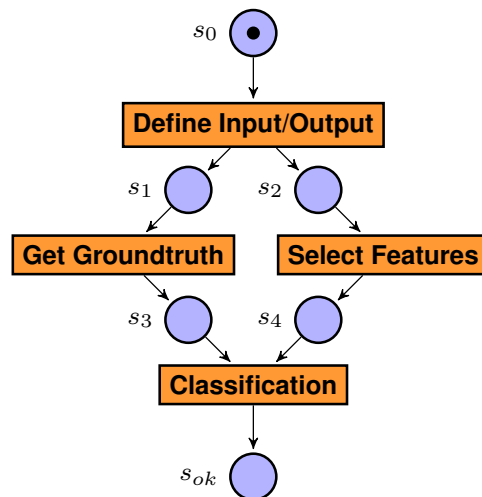 s0
Define Input/Output
s1
s2
Get Groundtruth
Select Features
s3
s4
Classification
sok